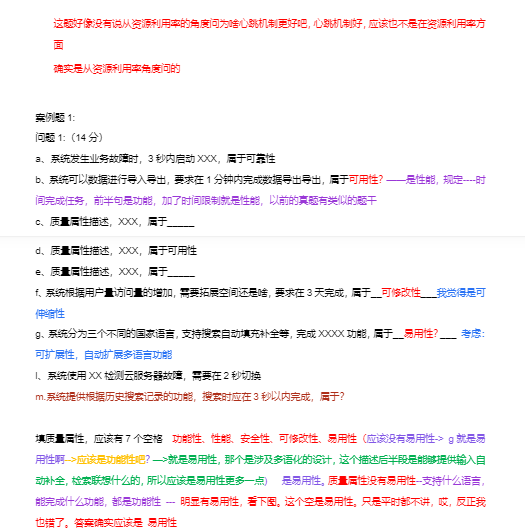 这题好像没有说从资源利用率的角度问为啥心跳机制更好吧, 心跳机制好, 应该也不是在资源利用率方
面
确实是从资源利用率角度问的
案例题 1:
问题 1:（14 分）
a、系统发生业务故障时，3 秒内启动 XXX，属于可靠性
b、系统可以数据进行导入导出，要求在 1 分钟内完成数据导出导出，属于可用性? ——是性能，规定----时
间完成任务，前半句是功能，加了时间限制就是性能，以前的真题有类似的题干
c、质量属性描述，XXX，属于_____
d、质量属性描述，XXX，属于可用性
e、质量属性描述，XXX，属于_____
f、系统根据用户量访问量的增加, 需要拓展空间还是啥, 要求在 3 天完成, 属于__可修改性___我觉得是可
伸缩性
g、系统分为三个不同的国家语言, 支持搜索自动填充补全等, 完成 XXXX 功能, 属于__易用性? ___ 考虑:
可扩展性，自动扩展多语言功能
l、系统使用 XX 检测云服务器故障，需要在 2 秒切换
m.系统提供根据历史搜索记录的功能，搜索时应在 3 秒以内完成，属于?
填质量属性，应该有 7 个空格 功能性、性能、安全性、可修改性、易用性（应该没有易用性-> g 就是易
用性啊-->应该是功能性吧? —>就是易用性，那个是涉及多语化的设计，这个描述后半段是能够提供输入自
动补全, 检索联想什么的, 所以应该是易用性更多一点) 是易用性。质量属性没有易用性--支持什么语言,
能完成什么功能，都是功能性 --- 明显有易用性，看下图。这个空是易用性。只是平时都不讲，哎，反正我
也错了。答案确实应该是 易用性